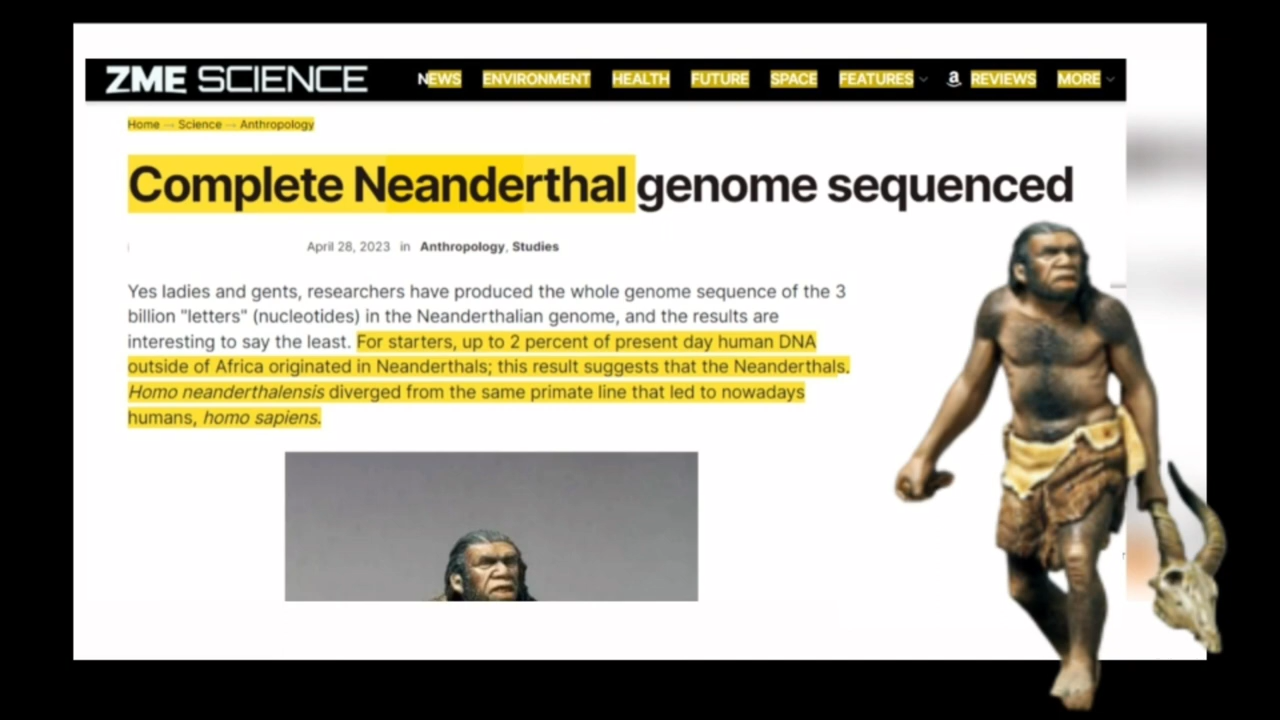 ZME SCIENCE NEWS ENVIRONMENT HEALTH FUTURE SPACE FEATURES a REVIEWS MORE
Home → Science → Anthropology
Complete Neanderthal genome sequenced
April 28, 2023 in Anthropology, Studies
Yes ladies and gents, researchers have produced the whole genome sequence of the 3
billion "letters" (nucleotides) in the Neanderthalian genome, and the results are
interesting to say the least. For starters, up to 2 percent of present day human DNA
outside of Africa originated in Neanderthals; this result suggests that the Neanderthals.
Homo neanderthalensis diverged from the same primate line that led to nowadays
humans, homo sapiens.